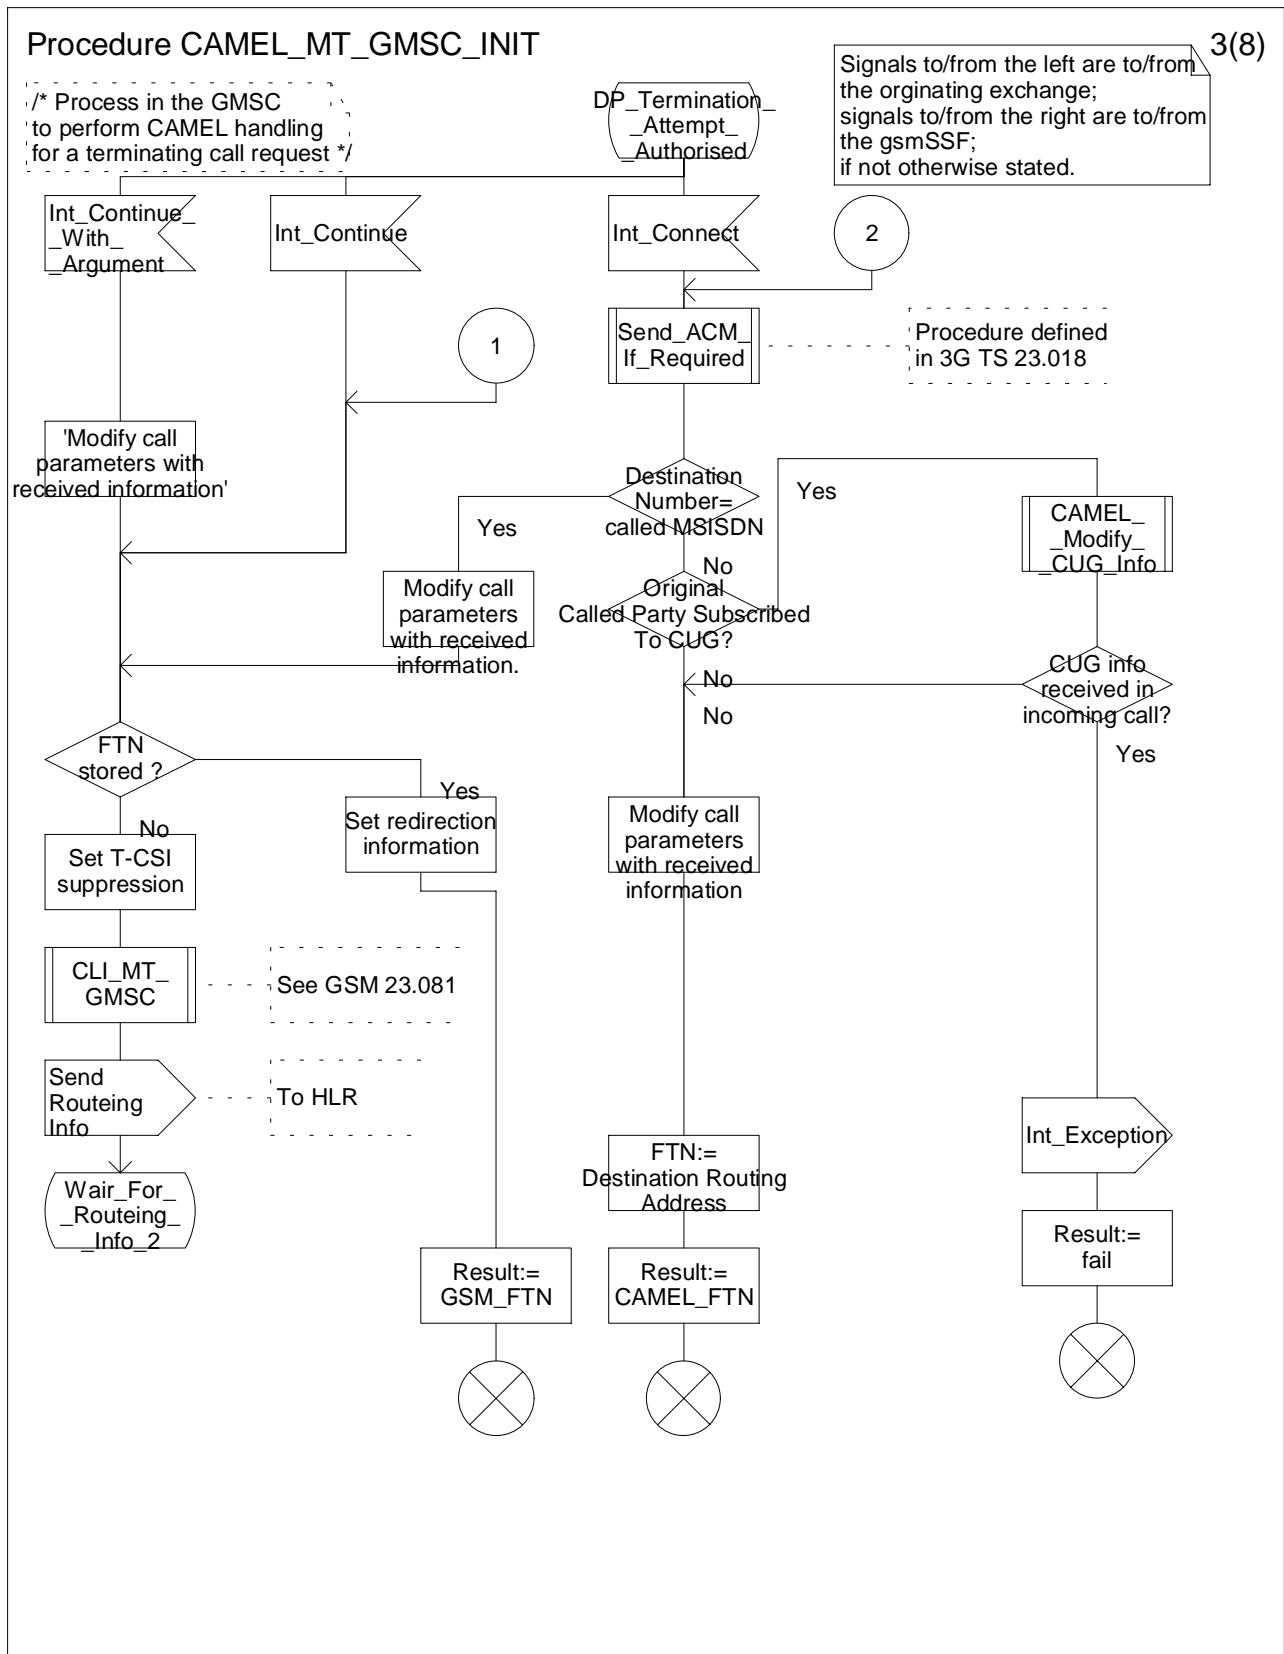 Procedure CAMEL_MT_GMSC_INIT
3(8)
/* Process in the GMSC
to perform CAMEL handling
for a terminating call request */
DP_Termination_
_Attempt_
_Authorised
Signals to/from the left are to/from
the orginating exchange;
signals to/from the right are to/from
the gsmSSF;
if not otherwise stated.
Int_Continue_
_With_
_Argument
Int_Continue
Int_Connect
2
1
Send_ACM_
If_Required
Procedure defined
in 3G TS 23.018
'Modify call
parameters with
received information'
Destination
Number=
called MSISDN
Yes
No
Yes
CAMEL_
_Modify_
_CUG_Info
Modify call
parameters
with received
information.
Original
Called Party Subscribed
To CUG?
No
No
CUG info
received in
incoming call?
Yes
FTN
stored ?
Yes
No
Set redirection
information
Modify call
parameters
with received
information
Set T-CSI
suppression
CLI_MT_
GMSC
See GSM 23.081
Send
Routeing
Info
To HLR
Int_Exception
FTN:=
Destination Routing
Address
Wair_For_
_Routeing_
_Info_2
Result:=
fail
Result:=
GSM_FTN
Result:=
CAMEL_FTN